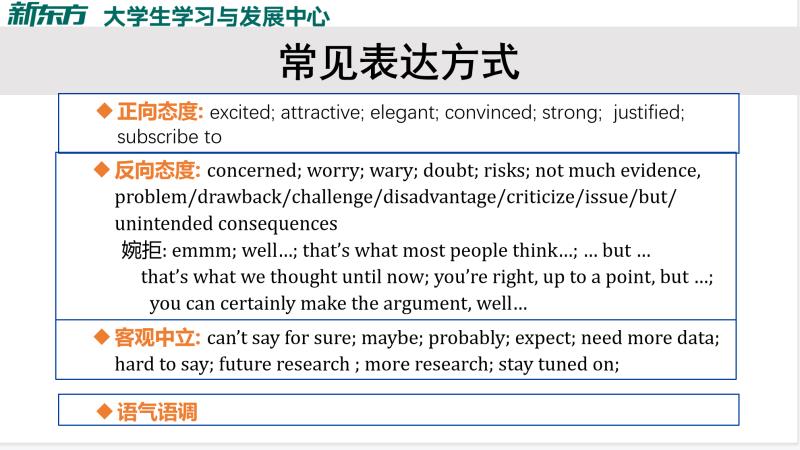 新东方 大学生学习与发展中心
常见表达方式
◆ 正向态度: excited; attractive; elegant; convinced; strong;  justified;
subscribe to
◆ 反向态度: concerned; worry; wary; doubt; risks; not much evidence,
problem/drawback/challenge/disadvantage/criticize/issue/but/
unintended consequences
婉拒: emmm; well…; that’s what most people think…; … but …
that’s what we thought until now; you’re right, up to a point, but …;
you can certainly make the argument, well…
◆ 客观中立: can’t say for sure; maybe; probably; expect; need more data;
hard to say; future research ; more research; stay tuned on;
◆ 语气语调